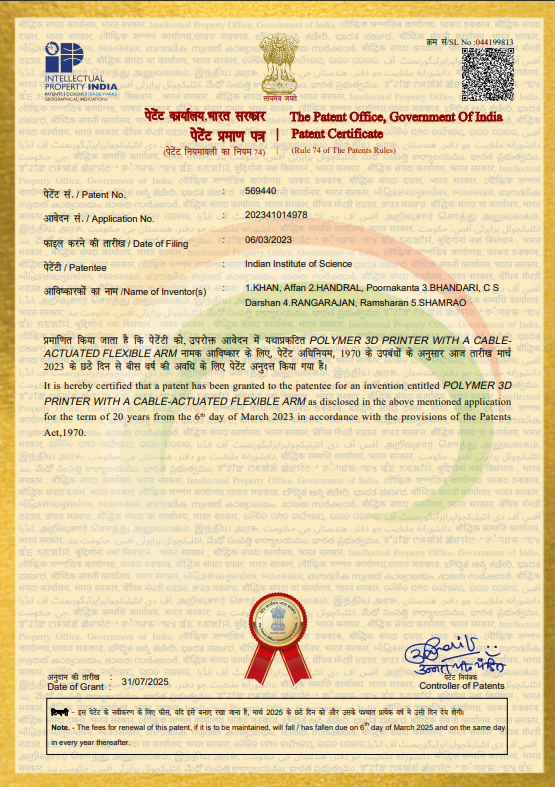 क्रम सं/SL No :044199813
INTELLECTUAL
PROPERTY INDIA
PATENTS | DESIGNS | TRADE MARKS
GEOGRAPHICAL INDICATIONS
सत्यमेव जयते
पेटेंट कार्यालय,भारत सरकार
The Patent Office, Government Of India
पेटेंट प्रमाण पत्र
Patent Certificate
(पेटेंट नियमावली का नियम 74)
(Rule 74 of The Patents Rules)
पेटेंट सं. / Patent No. : 569440
आवेदन सं. / Application No. : 202341014978
फाइल करने की तारीख / Date of Filing : 06/03/2023
पेटेंटी / Patentee : Indian Institute of Science
आविष्कारकों का नाम /Name of Inventor(s) : 1.KHAN, Affan 2.HANDRAL, Poornakanta 3.BHANDARI, C S
Darshan 4.RANGARAJAN, Ramsharan 5.SHAMRAO
प्रमाणित किया जाता है कि पेटेंटी को, उपरोक्त आवेदन में यथाप्रकटित POLYMER 3D PRINTER WITH A CABLE-
ACTUATED FLEXIBLE ARM नामक आविष्कार के लिए, पेटेंट अधिनियम, 1970 के उपबंधों के अनुसार आज तारीख मार्च
2023 के छठे दिन से बीस वर्ष की अवधि के लिए पेटेंट अनुदत्त किया गया है।
It is hereby certified that a patent has been granted to the patentee for an invention entitled POLYMER 3D
PRINTER WITH A CABLE-ACTUATED FLEXIBLE ARM as disclosed in the above mentioned application
for the term of 20 years from the 6th day of March 2023 in accordance with the provisions of the Patents
Act,1970.
अनुदान की तारीख :
Date of Grant : 31/07/2025
पेटेंट नियंत्रक
Controller of Patents
टिप्पणी - इस पेटेंट के नवीकरण के लिए फीस, यदि इसे बनाए रखा जाना है, मार्च 2025 के छठे दिन को और उसके पश्चात प्रत्येक वर्ष में उसी दिन देय होगी।
Note. - The fees for renewal of this patent, if it is to be maintained, will fall / has fallen due on 6th day of March 2025 and on the same day
in every year thereafter.